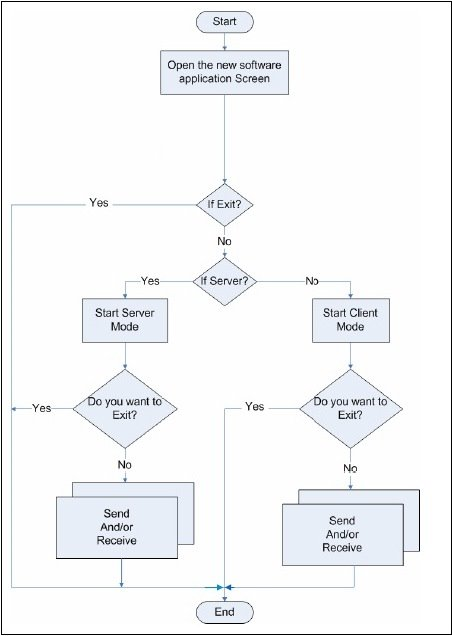 Start
Open the new software
application Screen
If Exit?
Yes
No
If Server?
Yes
No
Start Server
Mode
Start Client
Mode
Do you want to
Exit?
Do you want to
Exit?
Yes
Yes
No
No
Send
And/or
Receive
Send
And/or
Receive
End